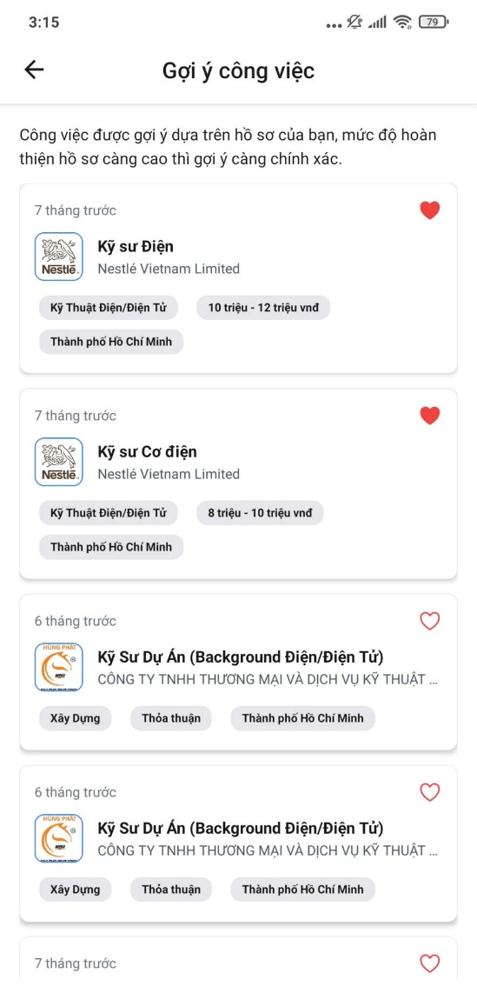 3:15
79
Gợi ý công việc
Công việc được gợi ý dựa trên hồ sơ của bạn, mức độ hoàn
thiện hồ sơ càng cao thì gợi ý càng chính xác.
7 tháng trước
Nestlé
Kỹ sư Điện
Nestlé Vietnam Limited
Kỹ Thuật Điện/Điện Tử
10 triệu - 12 triệu vnđ
Thành phố Hồ Chí Minh
7 tháng trước
Nestlé
Kỹ sư Cơ điện
Nestlé Vietnam Limited
Kỹ Thuật Điện/Điện Tử
8 triệu - 10 triệu vnđ
Thành phố Hồ Chí Minh
6 tháng trước
HÙNG PHÁT
Kỹ Sư Dự Án (Background Điện/Điện Tử)
CÔNG TY TNHH THƯƠNG MẠI VÀ DỊCH VỤ KỸ THUẬT ...
Xây Dựng
Thỏa thuận
Thành phố Hồ Chí Minh
6 tháng trước
HÙNG PHÁT
Kỹ Sư Dự Án (Background Điện/Điện Tử)
CÔNG TY TNHH THƯƠNG MẠI VÀ DỊCH VỤ KỸ THUẬT ...
Xây Dựng
Thỏa thuận
Thành phố Hồ Chí Minh
7 tháng trước